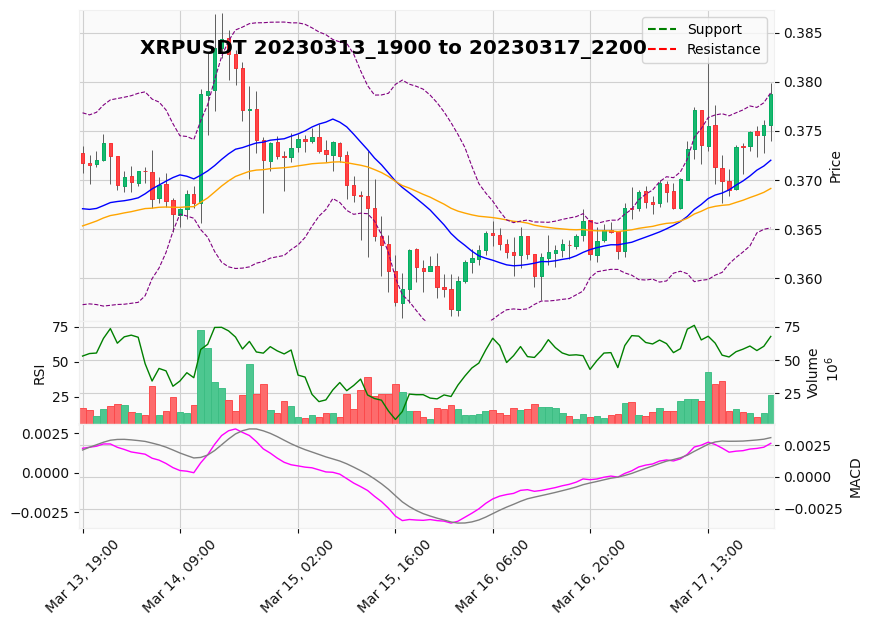 XRPUSDT 20230313_1900 to 20230317_2200
Support
Resistance
0.385
0.380
0.375
0.370
0.365
0.360
Price
75
50
25
RSI
75
50
25
Volume
10^6
0.0025
0.0000
−0.0025
0.0025
0.0000
−0.0025
MACD
Mar 13, 19:00
Mar 14, 09:00
Mar 15, 02:00
Mar 15, 16:00
Mar 16, 06:00
Mar 16, 20:00
Mar 17, 13:00